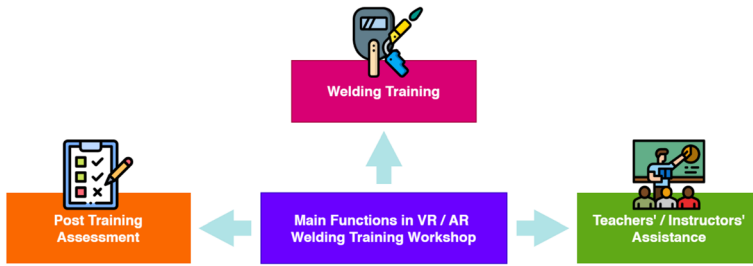 Welding Training
Post Training
Assessment
Main Functions in VR / AR
Welding Training Workshop
Teachers' / Instructors'
Assistance